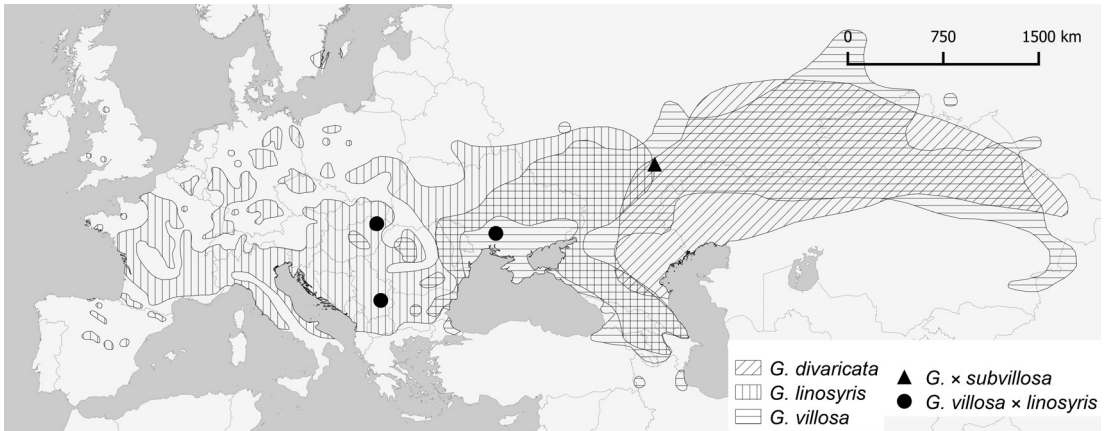 0 750 1500 km
G. divaricata
G. linosyris
G. villosa
G. × subvillosa
G. villosa × linosyris